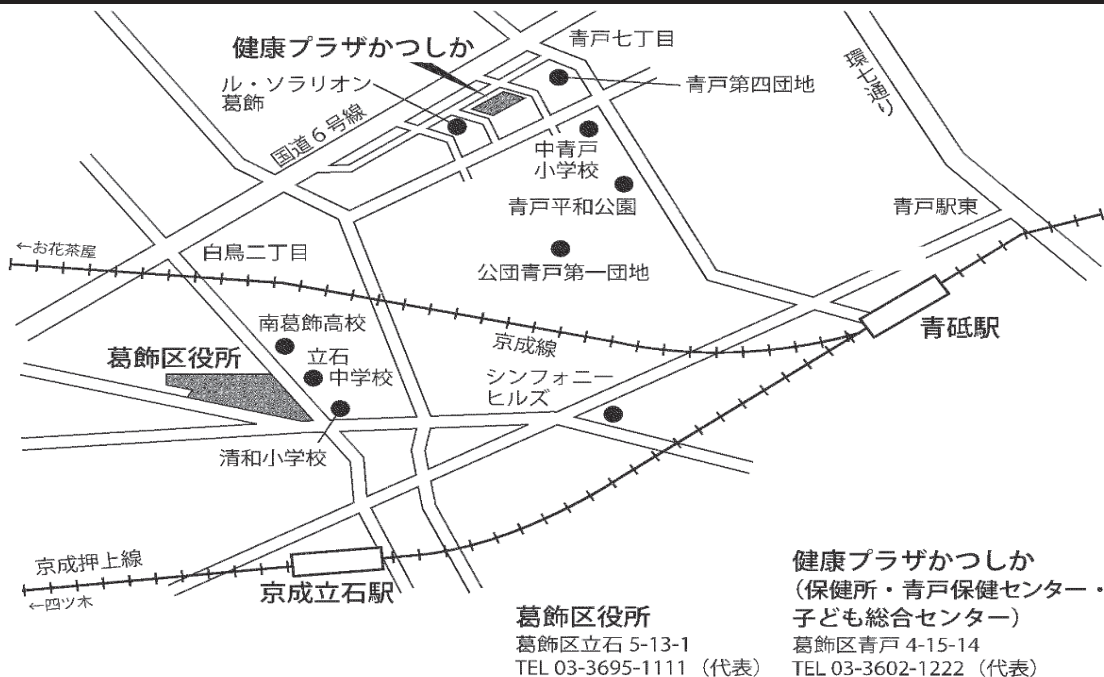 健康プラザかつしか
青戸七丁目
ル・ソラリオン
葛飾
青戸第四団地
環七通り
国道6号線
中青戸
小学校
青戸平和公園
青戸駅東
←お花茶屋
白鳥二丁目
公団青戸第一団地
南葛飾高校
京成線
青砥駅
葛飾区役所
立石
中学校
シンフォニー
ヒルズ
清和小学校
京成押上線
←四ツ木
京成立石駅
葛飾区役所
葛飾区立石 5-13-1
TEL 03-3695-1111（代表）
健康プラザかつしか
（保健所・青戸保健センター・
子ども総合センター）
葛飾区青戸 4-15-14
TEL 03-3602-1222（代表）